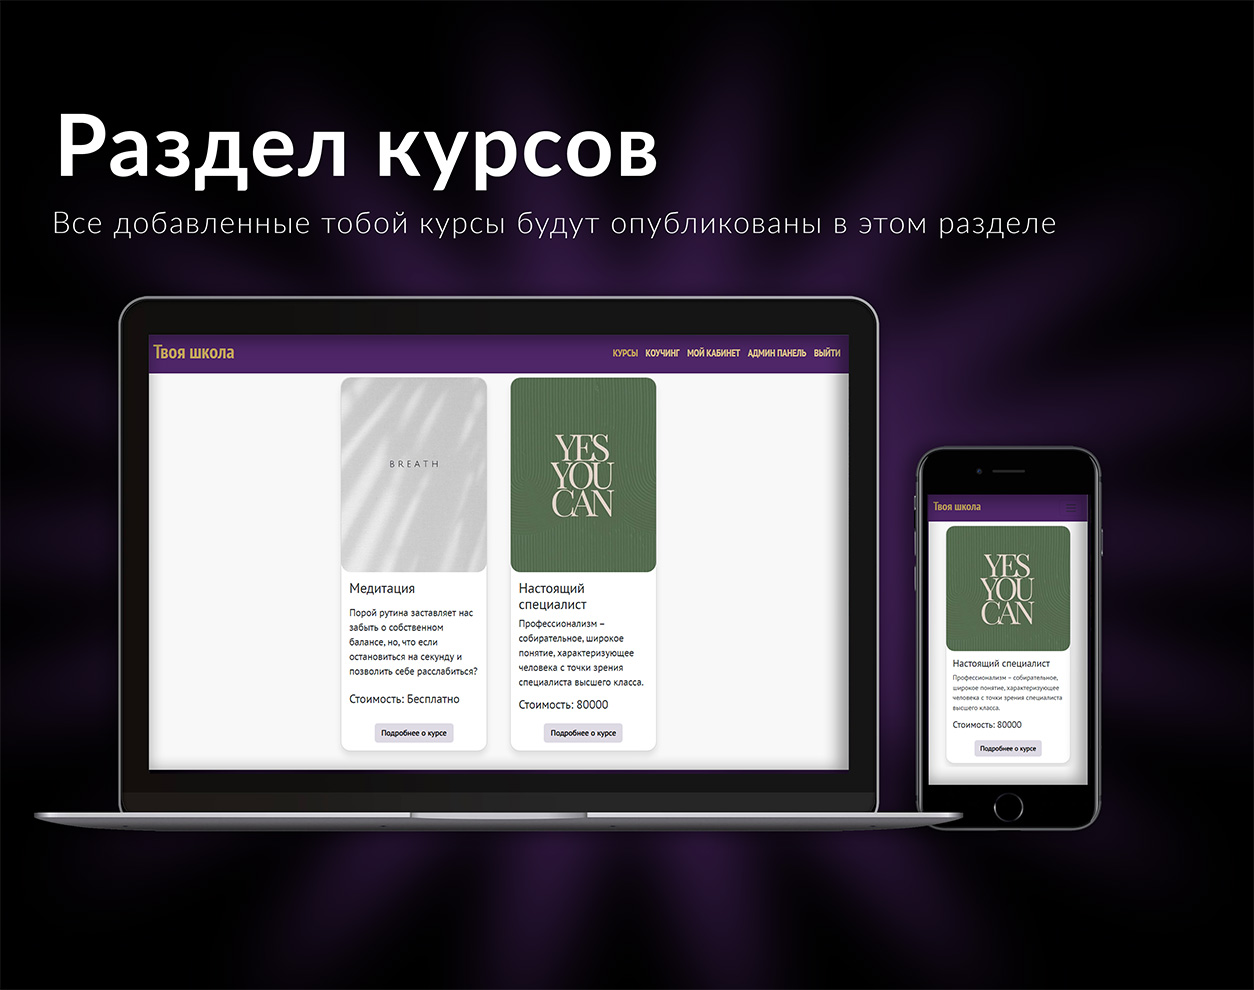 Раздел курсов
Все добавленные тобой курсы будут опубликованы в этом разделе
Твоя школа
КУРСЫ КОУЧИНГ МОЙ КАБИНЕТ АДМИН ПАНЕЛЬ ВЫЙТИ
BREATH
Медитация
Порой рутина заставляет нас
забыть о собственном
балансе, но, что если
остановиться на секунду и
позволить себе расслабиться?
Стоимость: Бесплатно
Подробнее о курсе
YES
YOU
CAN
Настоящий
специалист
Профессионализм –
собирательное, широкое
понятие, характеризующее
человека с точки зрения
специалиста высшего класса.
Стоимость: 80000
Подробнее о курсе
Твоя школа
YES
YOU
CAN
Настоящий специалист
Профессионализм – собирательное,
широкое понятие, характеризующее
человека с точки зрения специалиста
высшего класса.
Стоимость: 80000
Подробнее о курсе